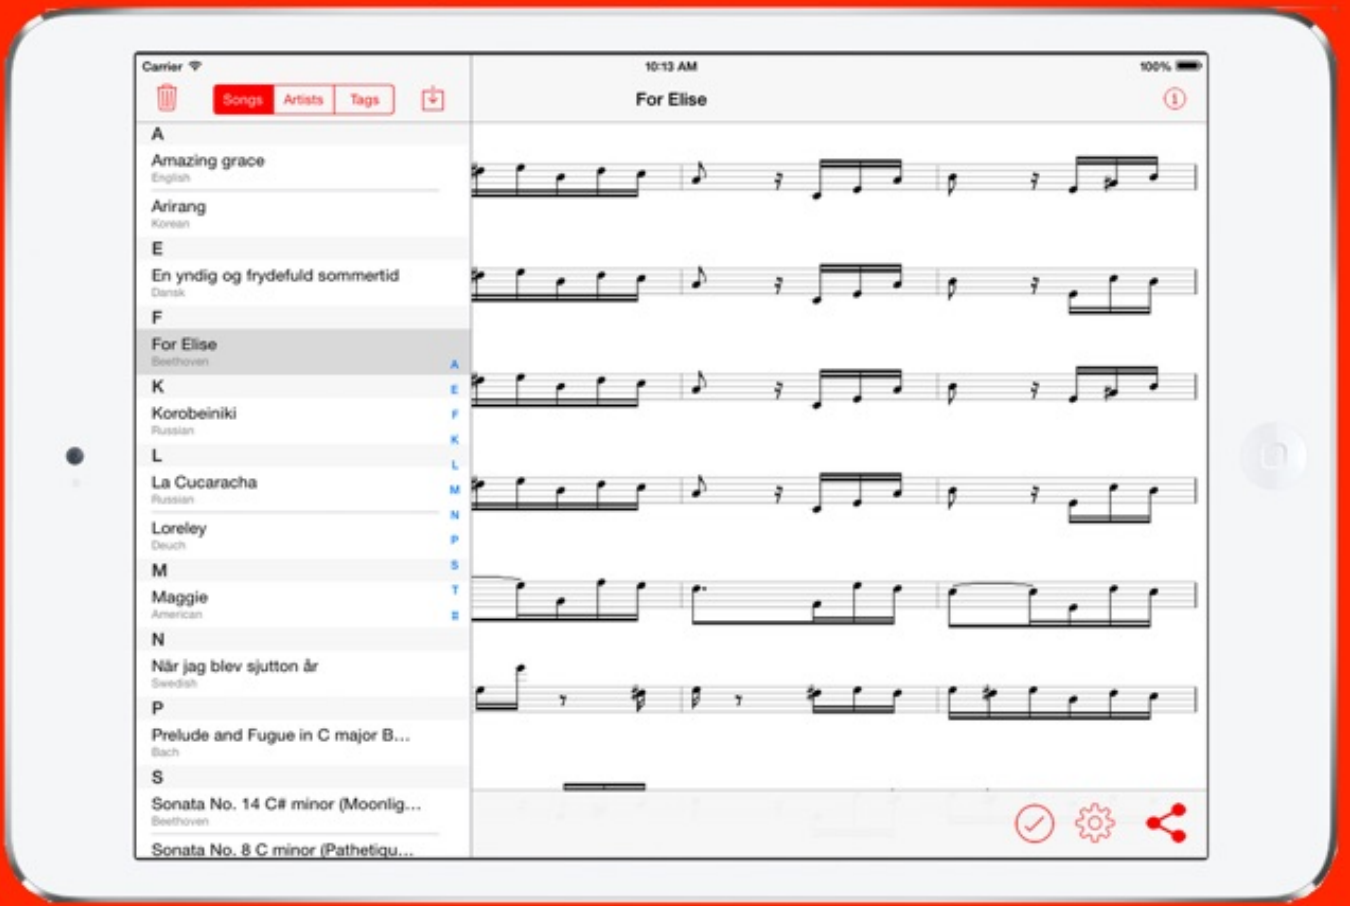 Carrier
10:13 AM
100%
Songs
Artists
Tags
For Elise
A
Amazing grace
English
Arirang
Korean
E
En yndig og frydefuld sommertid
Dansk
F
For Elise
Beethoven
K
Korobeiniki
Russian
L
La Cucaracha
Russian
Loreley
Deuch
M
Maggie
American
N
När jag blev sjutton år
Swedish
P
Prelude and Fugue in C major B...
Bach
S
Sonata No. 14 C# minor (Moonlig...
Beethoven
Sonata No. 8 C minor (Pathetiqu...
A
E
F
K
L
M
N
P
S
T
#